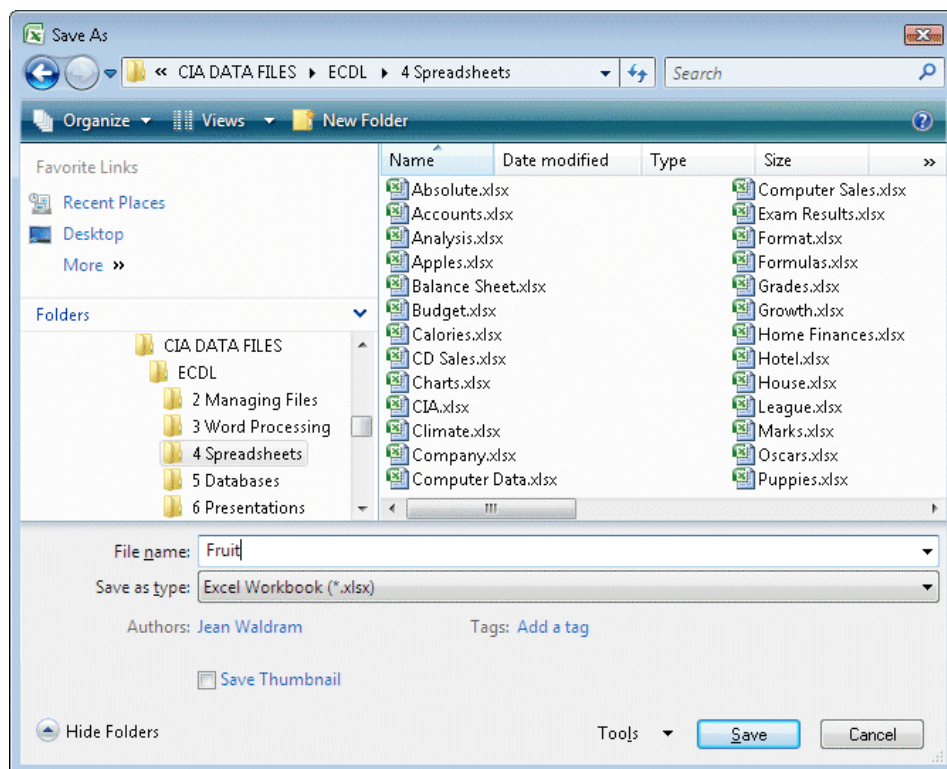 Save As
« CIA DATA FILES ▸ ECDL ▸ 4 Spreadsheets
Search
Organize
Views
New Folder
Favorite Links
Recent Places
Desktop
More »
Folders
CIA DATA FILES
ECDL
2 Managing Files
3 Word Processing
4 Spreadsheets
5 Databases
6 Presentations
Name Date modified Type Size »
Absolute.xlsx
Accounts.xlsx
Analysis.xlsx
Apples.xlsx
Balance Sheet.xlsx
Budget.xlsx
Calories.xlsx
CD Sales.xlsx
Charts.xlsx
CIA.xlsx
Climate.xlsx
Company.xlsx
Computer Data.xlsx
Computer Sales.xlsx
Exam Results.xlsx
Format.xlsx
Formulas.xlsx
Grades.xlsx
Growth.xlsx
Home Finances.xlsx
Hotel.xlsx
House.xlsx
League.xlsx
Marks.xlsx
Oscars.xlsx
Puppies.xlsx
File name: Fruit
Save as type: Excel Workbook (*.xlsx)
Authors: Jean Waldram
Tags: Add a tag
Save Thumbnail
Hide Folders
Tools
Save
Cancel